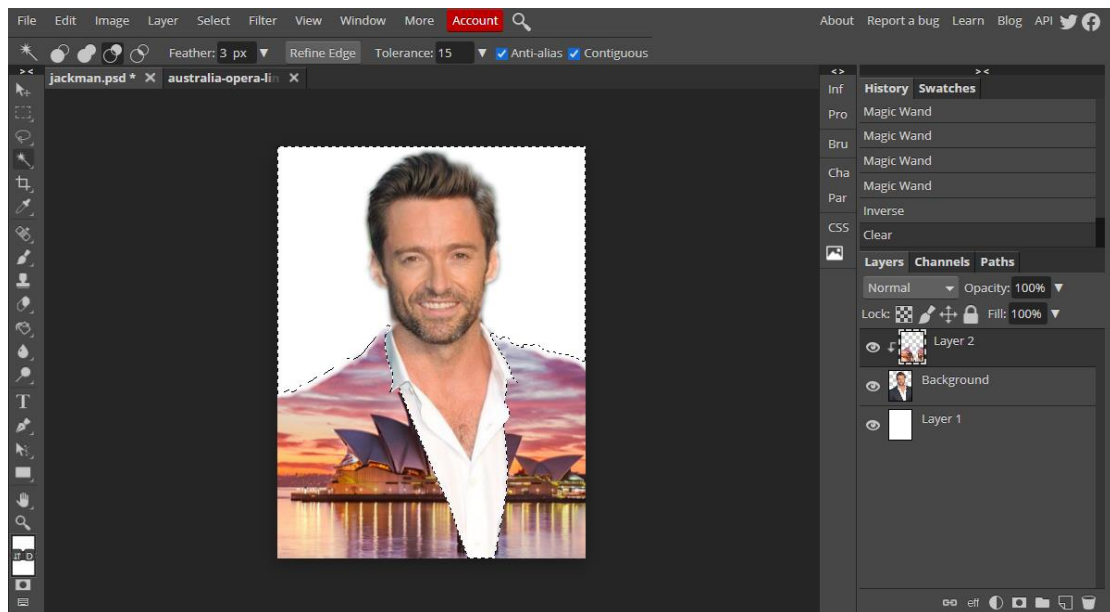 File Edit Image Layer Select Filter View Window More Account About Report a bug Learn Blog API
Feather: 3 px ▼ Refine Edge Tolerance: 15 ▼ Anti-alias Contiguous
> < jackman.psd * ✕ australia-opera-lin ✕ < > > <
Inf History Swatches
Pro Magic Wand
Bru Magic Wand
Cha Magic Wand
Par Magic Wand
CSS Inverse
Clear
Layers Channels Paths
Normal Opacity: 100% ▼
Lock: Fill: 100% ▼
Layer 2
Background
Layer 1
D
eff